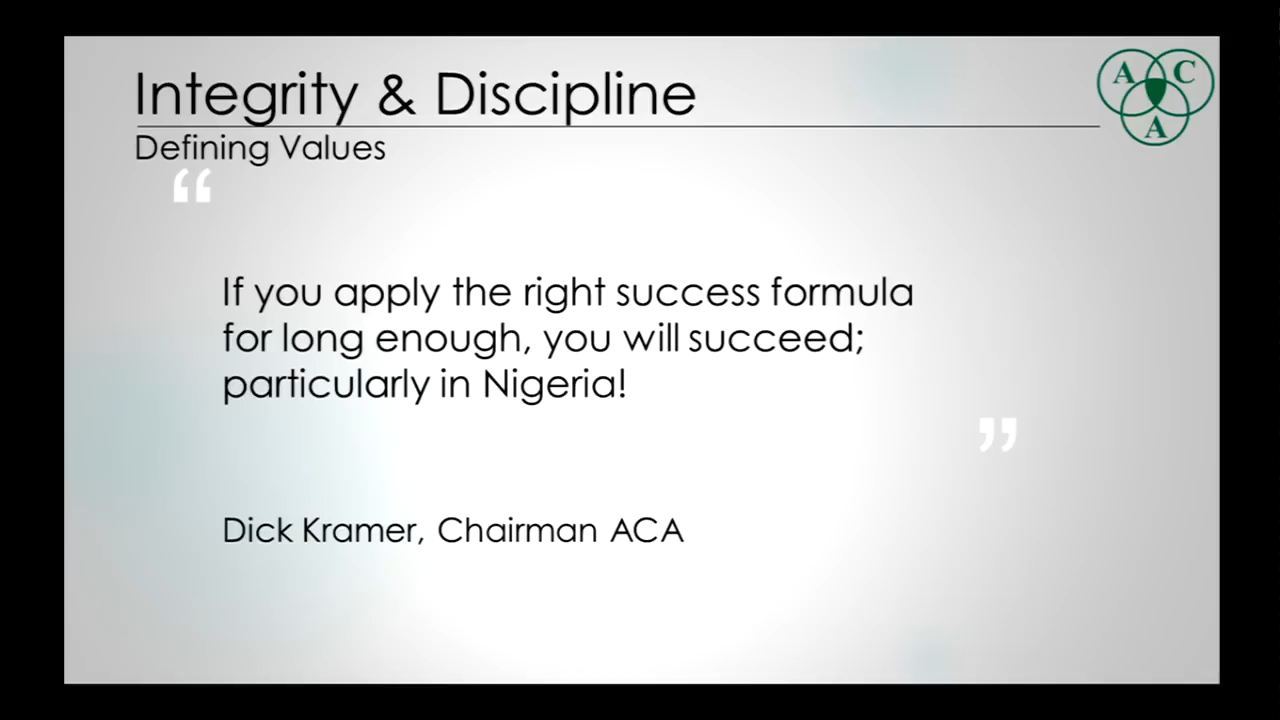 Integrity & Discipline
A C
A
Defining Values
“
If you apply the right success formula
for long enough, you will succeed;
particularly in Nigeria!
”
Dick Kramer, Chairman ACA